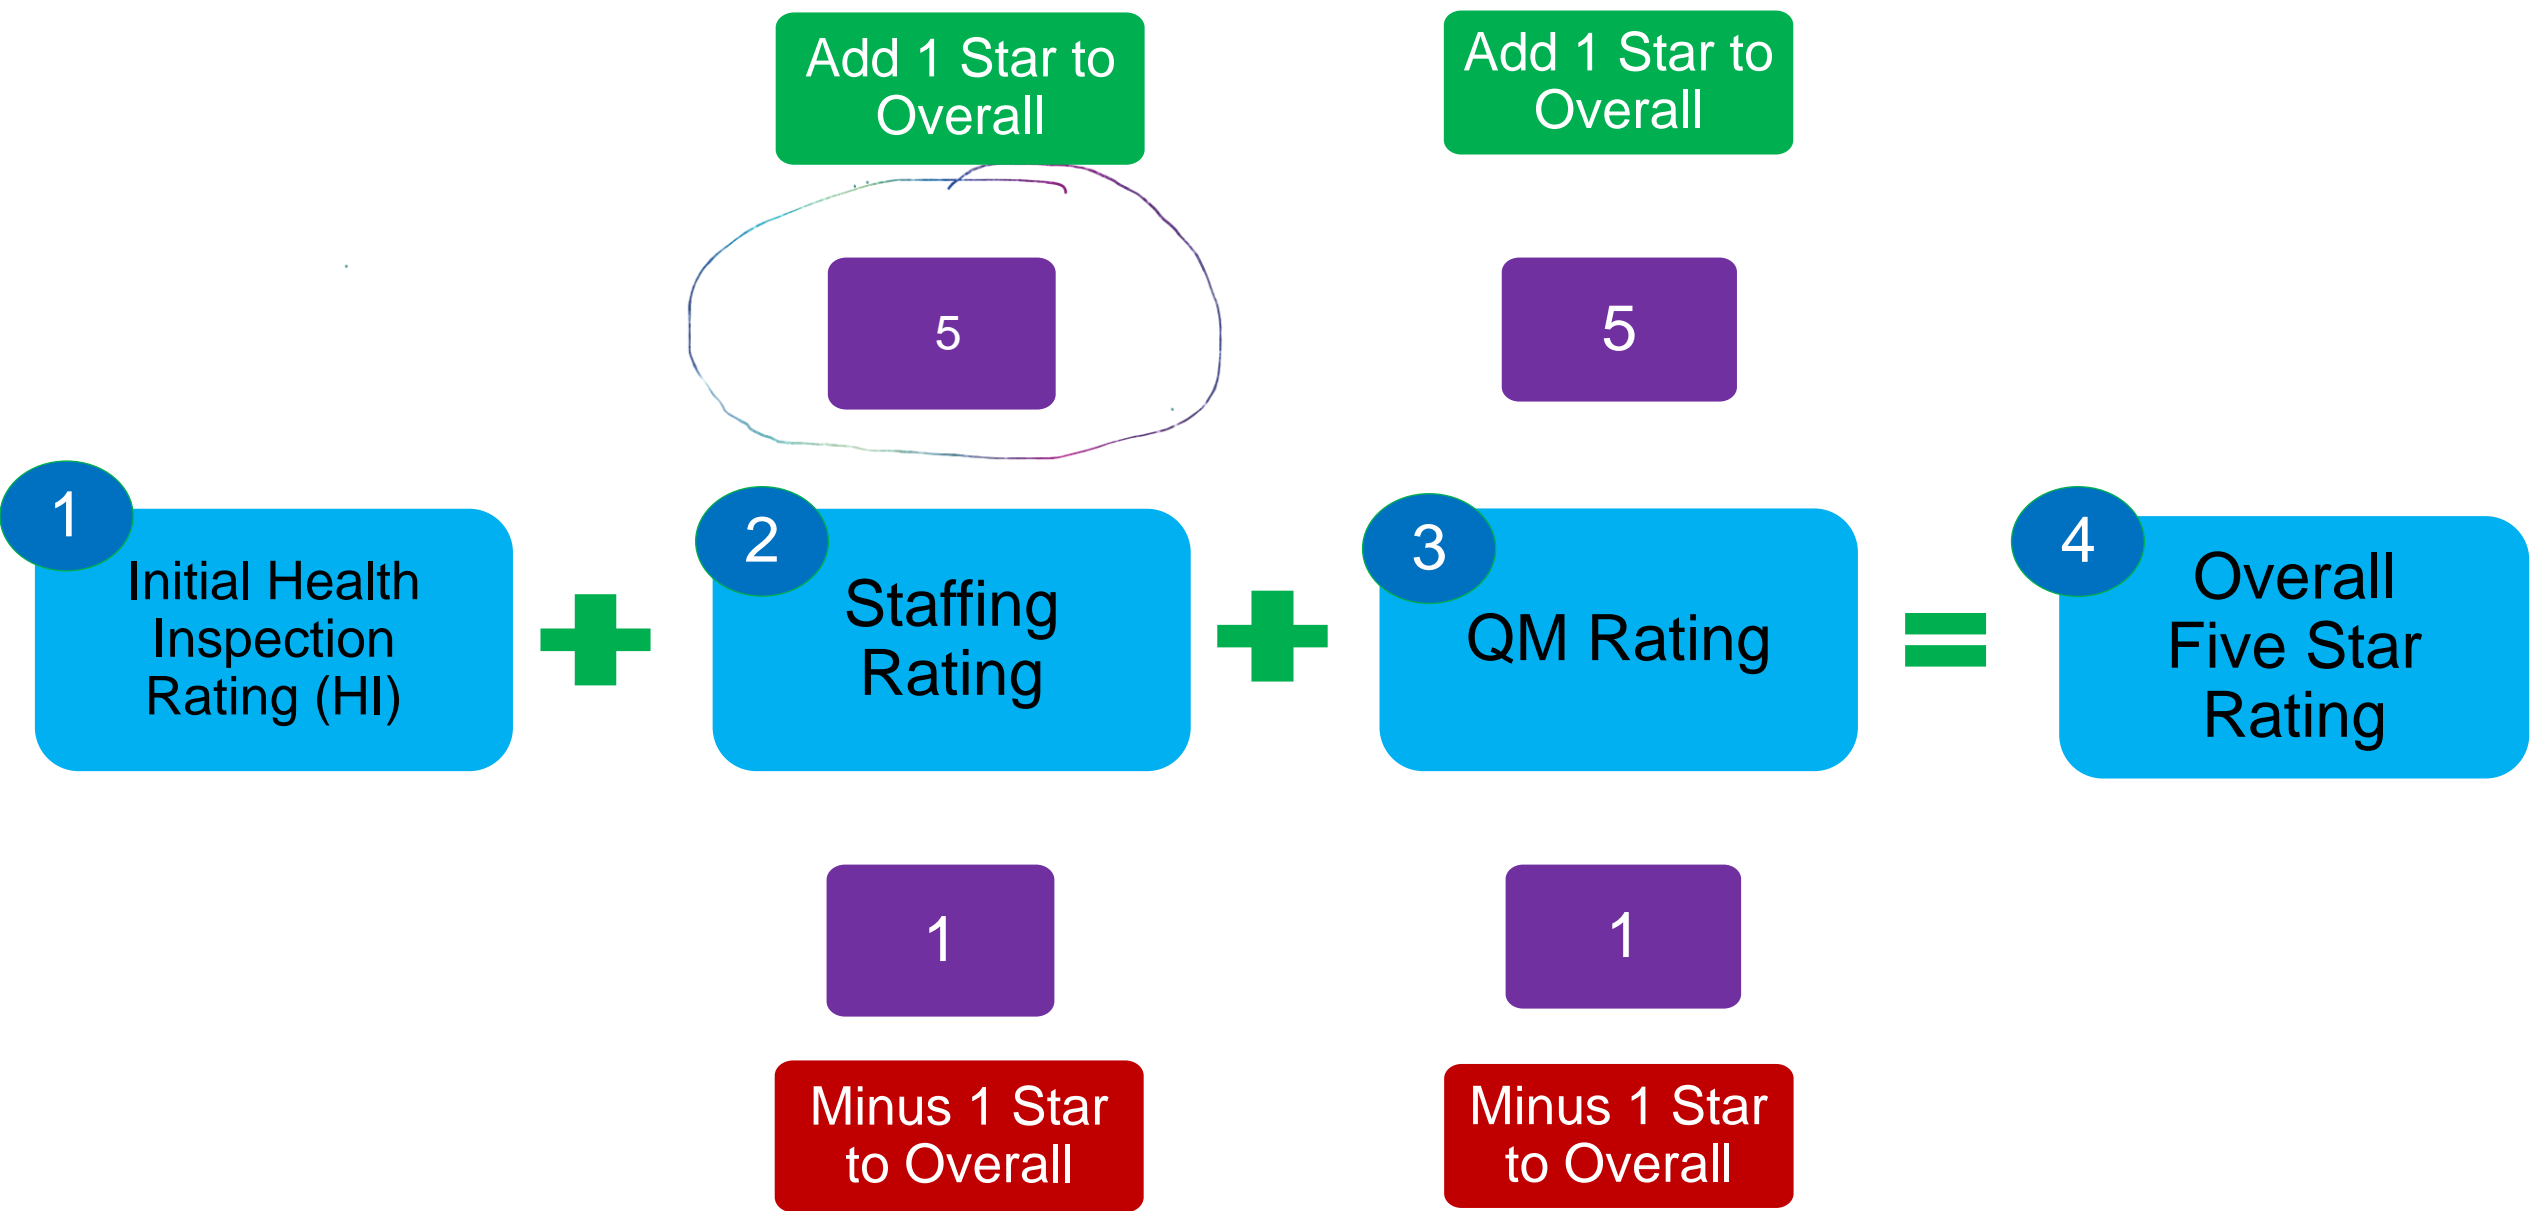 Add 1 Star to
Overall
Add 1 Star to
Overall
5
5
1
Initial Health
Inspection
Rating (HI)
2
Staffing
Rating
3
QM Rating
4
Overall
Five Star
Rating
1
1
Minus 1 Star
to Overall
Minus 1 Star
to Overall